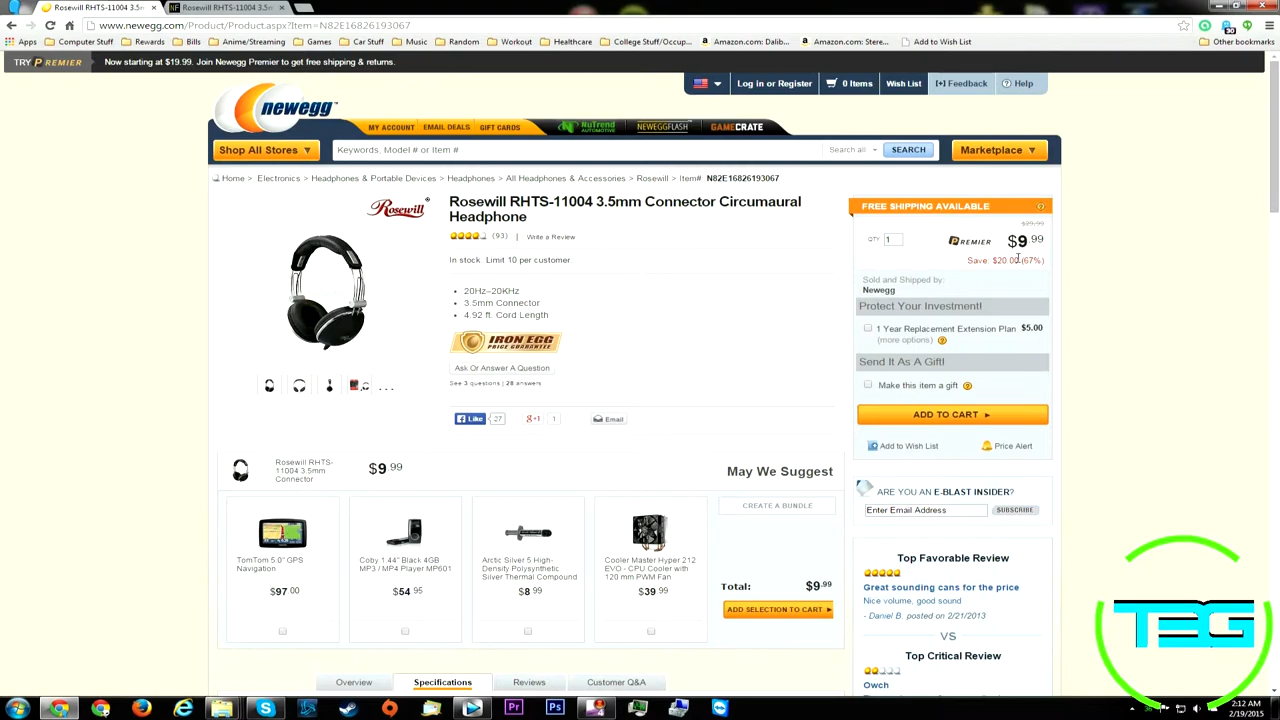 Rosewill RHTS-11004 3.5m
Rosewill RHTS-11004 3.5m
www.newegg.com/Product/Product.aspx?Item=N82E16826193067
Apps Computer Stuff Rewards Bills Anime/Streaming Games Car Stuff Music Random Workout Healthcare College Stuff/Occup... Amazon.com: Dalib... Amazon.com: Stere... Add to Wish List Other bookmarks
TRY PREMIER Now starting at $19.99. Join Newegg Premier to get free shipping & returns.
Log in or Register 0 Items Wish List [+] Feedback Help
newegg
MY ACCOUNT EMAIL DEALS GIFT CARDS NUTREND AUTOMOTIVE NEWEGGFLASH GAMECRATE
Shop All Stores Keywords, Model # or Item # Search all SEARCH Marketplace
Home > Electronics > Headphones & Portable Devices > Headphones > All Headphones & Accessories > Rosewill > Item# N82E16826193067
Rosewill
Rosewill RHTS-11004 3.5mm Connector Circumaural
Headphone
(93) | Write a Review
In stock Limit 10 per customer
20Hz–20KHz
3.5mm Connector
4.92 ft. Cord Length
IRON EGG
PRICE GUARANTEE
Ask Or Answer A Question
See 3 questions | 28 answers
Like 27 g+1 1 Email
FREE SHIPPING AVAILABLE
$29.99
QTY 1 PREMIER $9.99
Save: $20.00 (67%)
Sold and Shipped by:
Newegg
Protect Your Investment!
1 Year Replacement Extension Plan $5.00
(more options)
Send It As A Gift!
Make this item a gift
ADD TO CART
Add to Wish List Price Alert
Rosewill RHTS-
11004 3.5mm
Connector
$9.99
May We Suggest
TomTom 5.0" GPS
Navigation
$97.00
Coby 1.44" Black 4GB
MP3 / MP4 Player MP601
$54.95
Arctic Silver 5 High-
Density Polysynthetic
Silver Thermal Compound
$8.99
Cooler Master Hyper 212
EVO - CPU Cooler with
120 mm PWM Fan
$39.99
CREATE A BUNDLE
Total: $9.99
ADD SELECTION TO CART
ARE YOU AN E-BLAST INSIDER?
Enter Email Address SUBSCRIBE
Top Favorable Review
Great sounding cans for the price
Nice volume, good sound
- Daniel B. posted on 2/21/2013
VS
Top Critical Review
Owch
Overview Specifications Reviews Customer Q&A
TEG
2:12 AM
2/19/2015